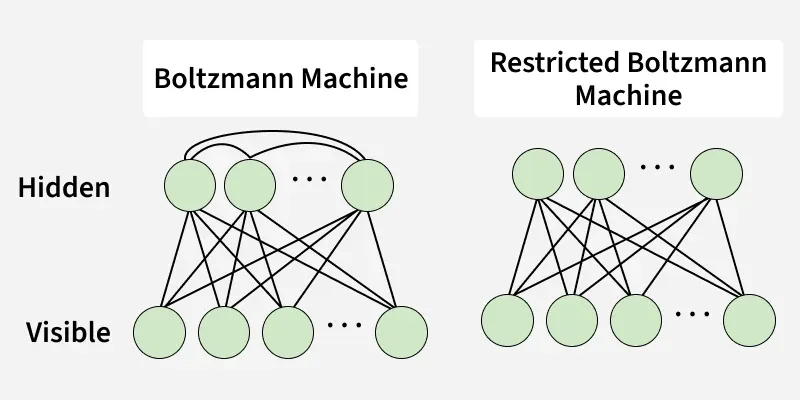 Boltzmann Machine
Restricted Boltzmann
Machine
Hidden
...
...
Visible
...
...